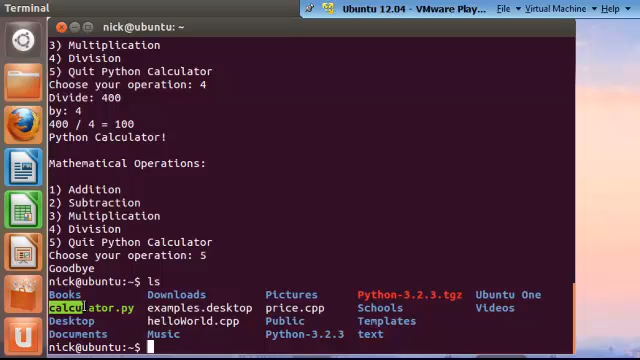 Terminal
Ubuntu 12.04 - VMware Play...
File
Virtual Machine
nick@ubuntu: ~
3) Multiplication
4) Division
5) Quit Python Calculator
Choose your operation: 4
Divide: 400
by: 4
400 / 4 = 100
Python Calculator!
Mathematical Operations:
1) Addition
2) Subtraction
3) Multiplication
4) Division
5) Quit Python Calculator
Choose your operation: 5
Goodbye
nick@ubuntu:~$ ls
Books Downloads Pictures Python-3.2.3.tgz Ubuntu One
calculator.py examples.desktop price.cpp Schools Videos
Desktop helloWorld.cpp Public Templates
Documents Music Python-3.2.3 text
nick@ubuntu:~$